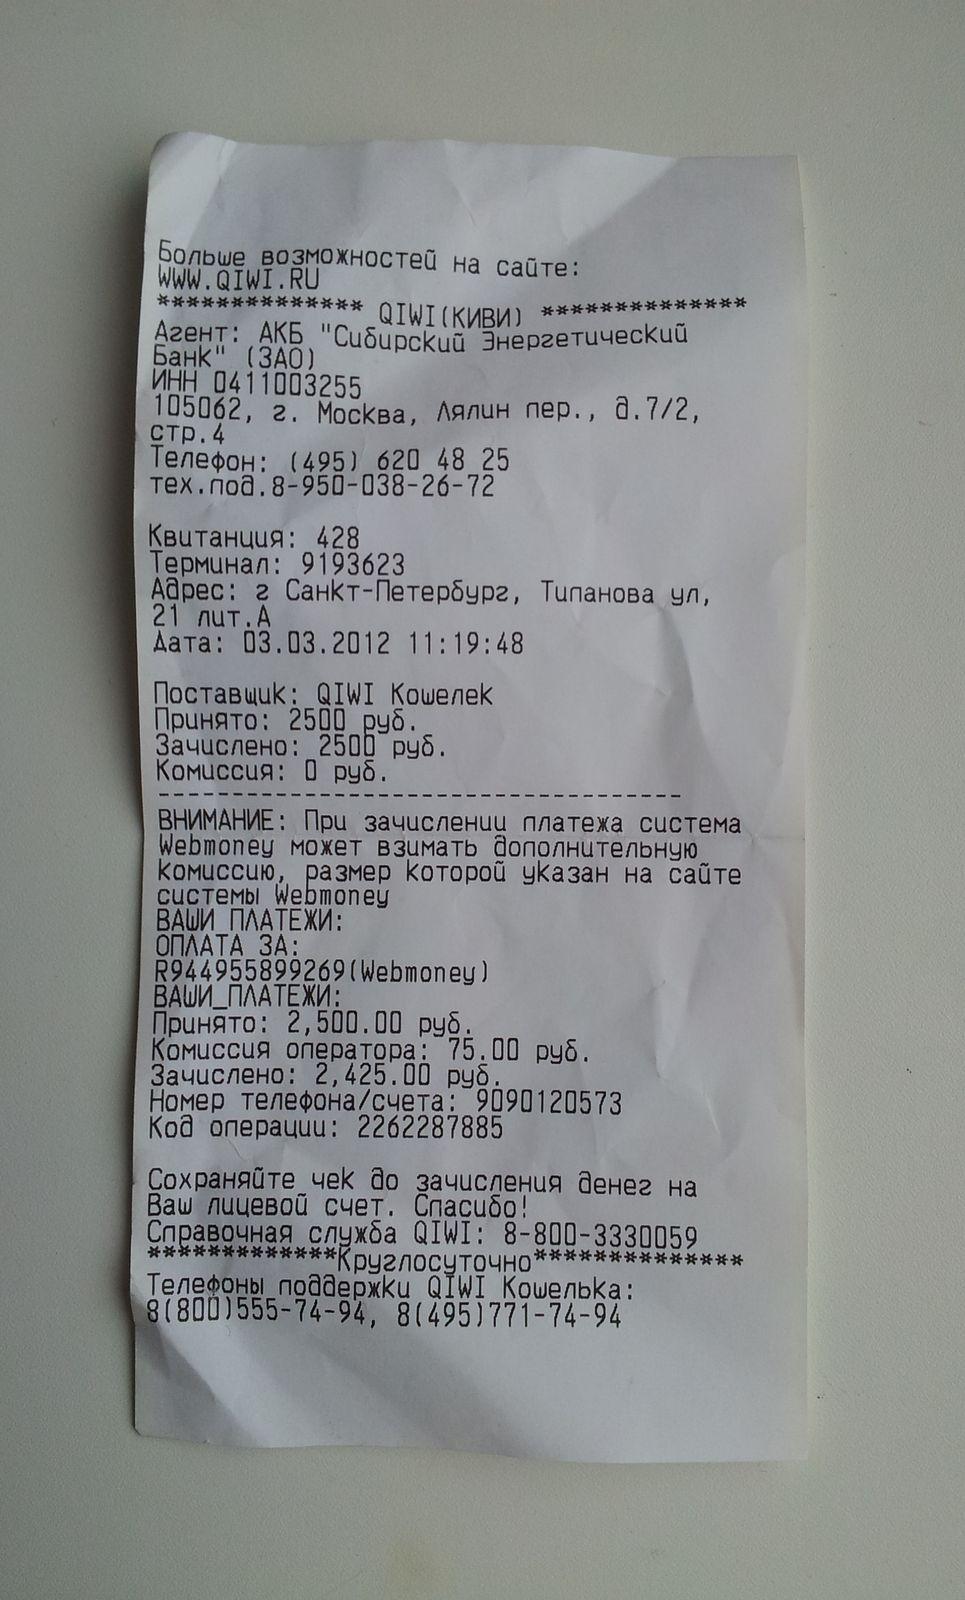 Больше возможностей на сайте:
WWW.QIWI.RU
************** QIWI(КИВИ) **************
Агент: АКБ "Сибирский Энергетический
Банк" (ЗАО)
ИНН 0411003255
105062, г. Москва, Лялин пер., д.7/2,
стр.4
Телефон: (495) 620 48 25
тех.под.8-950-038-26-72
Квитанция: 428
Терминал: 9193623
Адрес: г Санкт-Петербург, Типанова ул,
21 лит.А
Дата: 03.03.2012 11:19:48
Поставщик: QIWI Кошелек
Принято: 2500 руб.
Зачислено: 2500 руб.
Комиссия: 0 руб.
------------------------------------
ВНИМАНИЕ: При зачислении платежа система
Webmoney может взимать дополнительную
комиссию, размер которой указан на сайте
системы Webmoney
ВАШИ_ПЛАТЕЖИ:
ОПЛАТА ЗА:
R944955899269(Webmoney)
ВАШИ_ПЛАТЕЖИ:
Принято: 2,500.00 руб.
Комиссия оператора: 75.00 руб.
Зачислено: 2,425.00 руб.
Номер телефона/счета: 9090120573
Код операции: 2262287885
Сохраняйте чек до зачисления денег на
Ваш лицевой счет. Спасибо!
Справочная служба QIWI: 8-800-3330059
*************Круглосуточно**************
Телефоны поддержки QIWI Кошелька:
8(800)555-74-94, 8(495)771-74-94